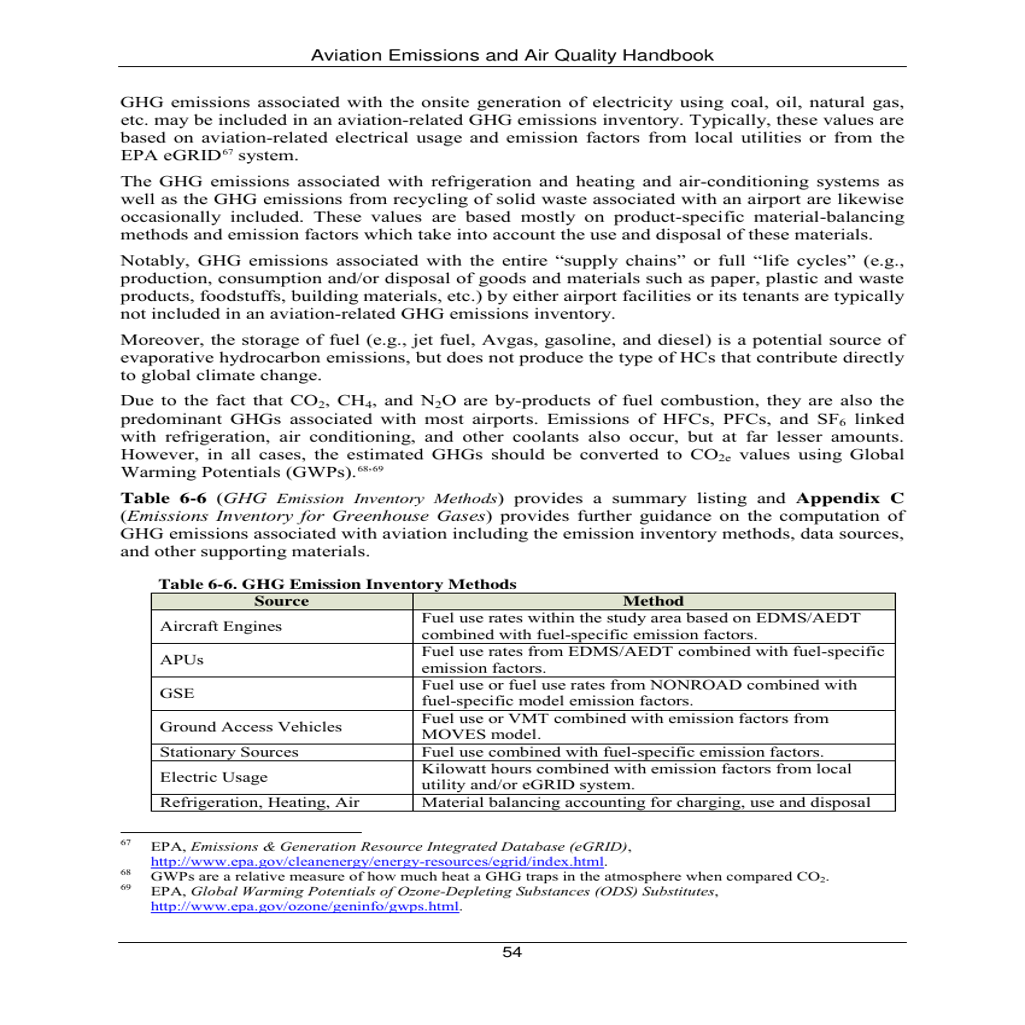 Aviation Emissions and Air Quality Handbook
GHG emissions associated with the onsite generation of electricity using coal, oil, natural gas,
etc. may be included in an aviation-related GHG emissions inventory. Typically, these values are
based on aviation-related electrical usage and emission factors from local utilities or from the
EPA eGRID67 system.
The GHG emissions associated with refrigeration and heating and air-conditioning systems as
well as the GHG emissions from recycling of solid waste associated with an airport are likewise
occasionally included. These values are based mostly on product-specific material-balancing
methods and emission factors which take into account the use and disposal of these materials.
Notably, GHG emissions associated with the entire “supply chains” or full “life cycles” (e.g.,
production, consumption and/or disposal of goods and materials such as paper, plastic and waste
products, foodstuffs, building materials, etc.) by either airport facilities or its tenants are typically
not included in an aviation-related GHG emissions inventory.
Moreover, the storage of fuel (e.g., jet fuel, Avgas, gasoline, and diesel) is a potential source of
evaporative hydrocarbon emissions, but does not produce the type of HCs that contribute directly
to global climate change.
Due to the fact that CO2, CH4, and N2O are by-products of fuel combustion, they are also the
predominant GHGs associated with most airports. Emissions of HFCs, PFCs, and SF6 linked
with refrigeration, air conditioning, and other coolants also occur, but at far lesser amounts.
However, in all cases, the estimated GHGs should be converted to CO2e values using Global
Warming Potentials (GWPs).68,69
Table 6-6 (GHG Emission Inventory Methods) provides a summary listing and Appendix C
(Emissions Inventory for Greenhouse Gases) provides further guidance on the computation of
GHG emissions associated with aviation including the emission inventory methods, data sources,
and other supporting materials.
Table 6-6. GHG Emission Inventory Methods
Source Method
Aircraft Engines Fuel use rates within the study area based on EDMS/AEDT
combined with fuel-specific emission factors.
APUs Fuel use rates from EDMS/AEDT combined with fuel-specific
emission factors.
GSE Fuel use or fuel use rates from NONROAD combined with
fuel-specific model emission factors.
Ground Access Vehicles Fuel use or VMT combined with emission factors from
MOVES model.
Stationary Sources Fuel use combined with fuel-specific emission factors.
Electric Usage Kilowatt hours combined with emission factors from local
utility and/or eGRID system.
Refrigeration, Heating, Air Material balancing accounting for charging, use and disposal
67 EPA, Emissions & Generation Resource Integrated Database (eGRID),
http://www.epa.gov/cleanenergy/energy-resources/egrid/index.html.
68 GWPs are a relative measure of how much heat a GHG traps in the atmosphere when compared CO2.
69 EPA, Global Warming Potentials of Ozone-Depleting Substances (ODS) Substitutes,
http://www.epa.gov/ozone/geninfo/gwps.html.
54